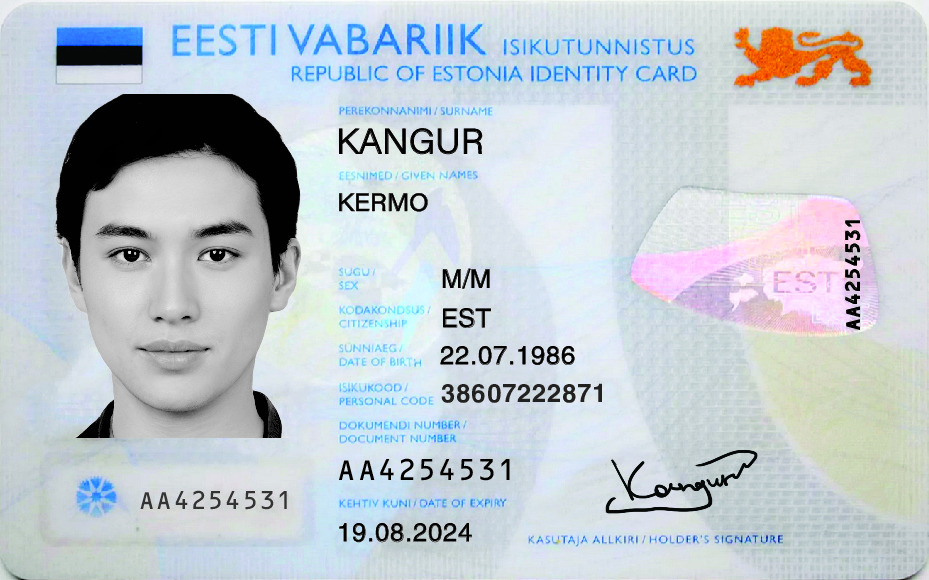 EESTI VABARIIK ISIKUTUNNISTUS
REPUBLIC OF ESTONIA IDENTITY CARD
PEREKONNANIMI / SURNAME
KANGUR
EESNIMED / GIVEN NAMES
KERMO
SUGU /
SEX
M/M
KODAKONDSUS /
CITIZENSHIP
EST
SÜNNIAEG /
DATE OF BIRTH
22.07.1986
ISIKUKOOD /
PERSONAL CODE
38607222871
DOKUMENDI NUMBER /
DOCUMENT NUMBER
AA4254531
KEHTIV KUNI / DATE OF EXPIRY
19.08.2024
AA4254531
EST
AA4254531
Kangur
KASUTAJA ALLKIRI / HOLDER'S SIGNATURE